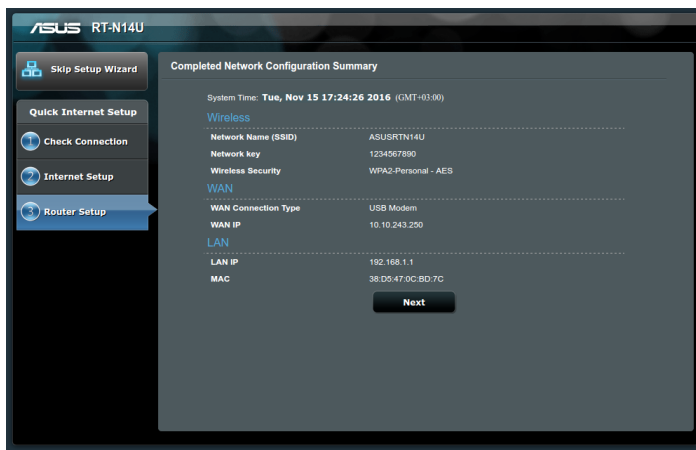 ASUS RT-N14U
Skip Setup Wizard
Quick Internet Setup
1 Check Connection
2 Internet Setup
3 Router Setup
Completed Network Configuration Summary
System Time: Tue, Nov 15 17:24:26 2016 (GMT+03:00)
Wireless
Network Name (SSID) ASUSRTN14U
Network key 1234567890
Wireless Security WPA2-Personal - AES
WAN
WAN Connection Type USB Modem
WAN IP 10.10.243.250
LAN
LAN IP 192.168.1.1
MAC 38:D5:47:0C:BD:7C
Next